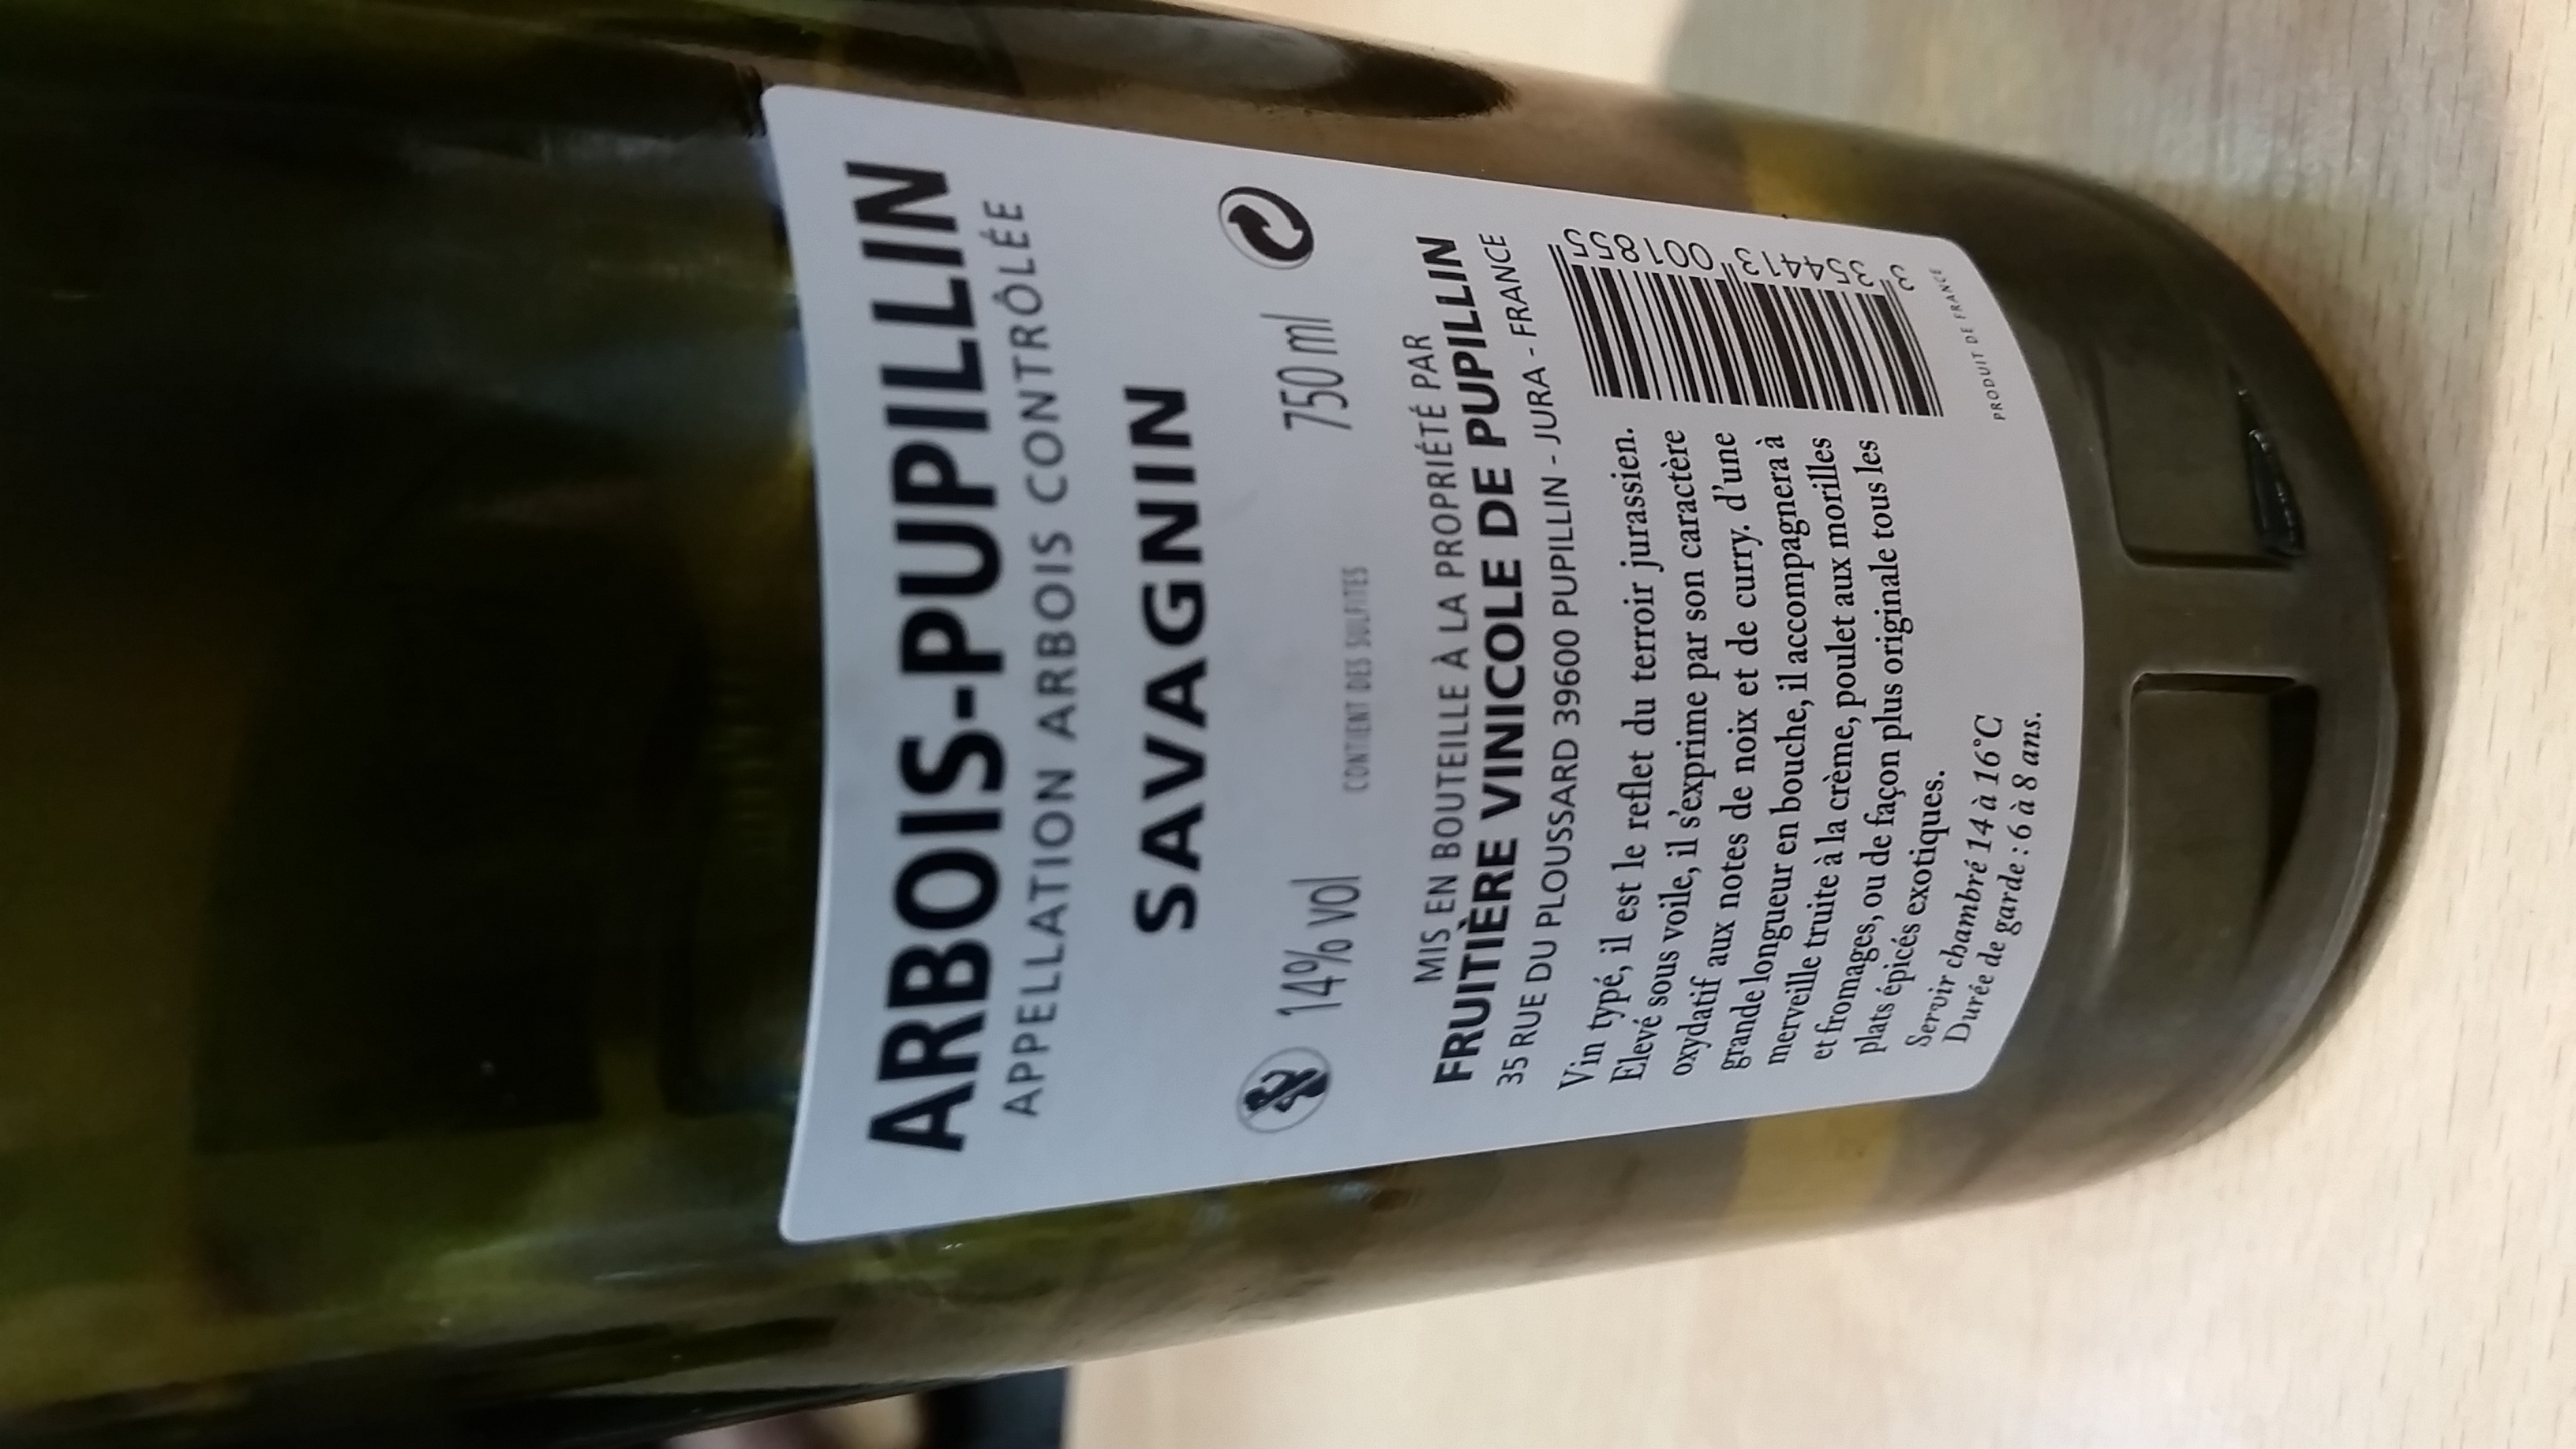 ARBOIS-PUPILLIN
APPELLATION ARBOIS CONTRÔLÉE
SAVAGNIN
14% vol
CONTIENT DES SULFITES
750 ml
MIS EN BOUTEILLE À LA PROPRIÉTÉ PAR
FRUITIÈRE VINICOLE DE PUPILLIN
35 RUE DU PLOUSSARD 39600 PUPILLIN - JURA - FRANCE
Vin typé, il est le reflet du terroir jurassien.
Elevé sous voile, il s'exprime par son caractère
oxydatif aux notes de noix et de curry. d'une
grande longueur en bouche, il accompagnera à
merveille truite à la crème, poulet aux morilles
et fromages, ou de façon plus originale tous les
plats épicés exotiques.
Servir chambré 14 à 16°C
Durée de garde : 6 à 8 ans.
3 354413 001855
PRODUIT DE FRANCE